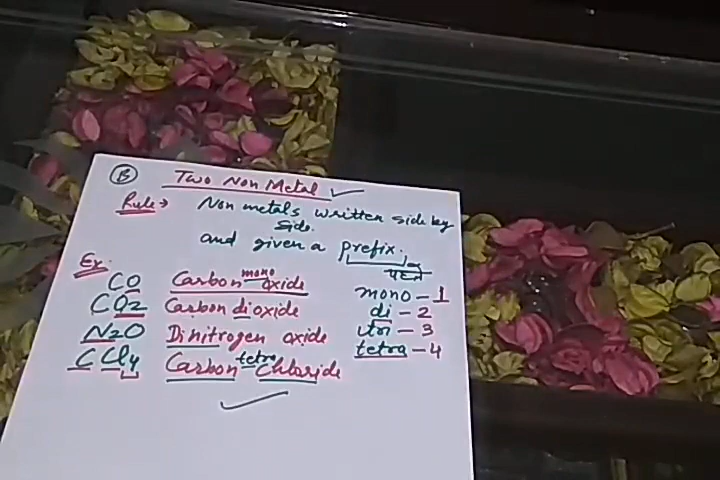 B Two Non Metal
Rule → Non metals written side by
side.
and given a prefix.
पहले
Ex.
CO Carbon mono oxide
CO2 Carbon dioxide
N2O Dinitrogen oxide
CCl4 Carbon tetra Chloride
mono - 1
di - 2
tri - 3
tetra - 4